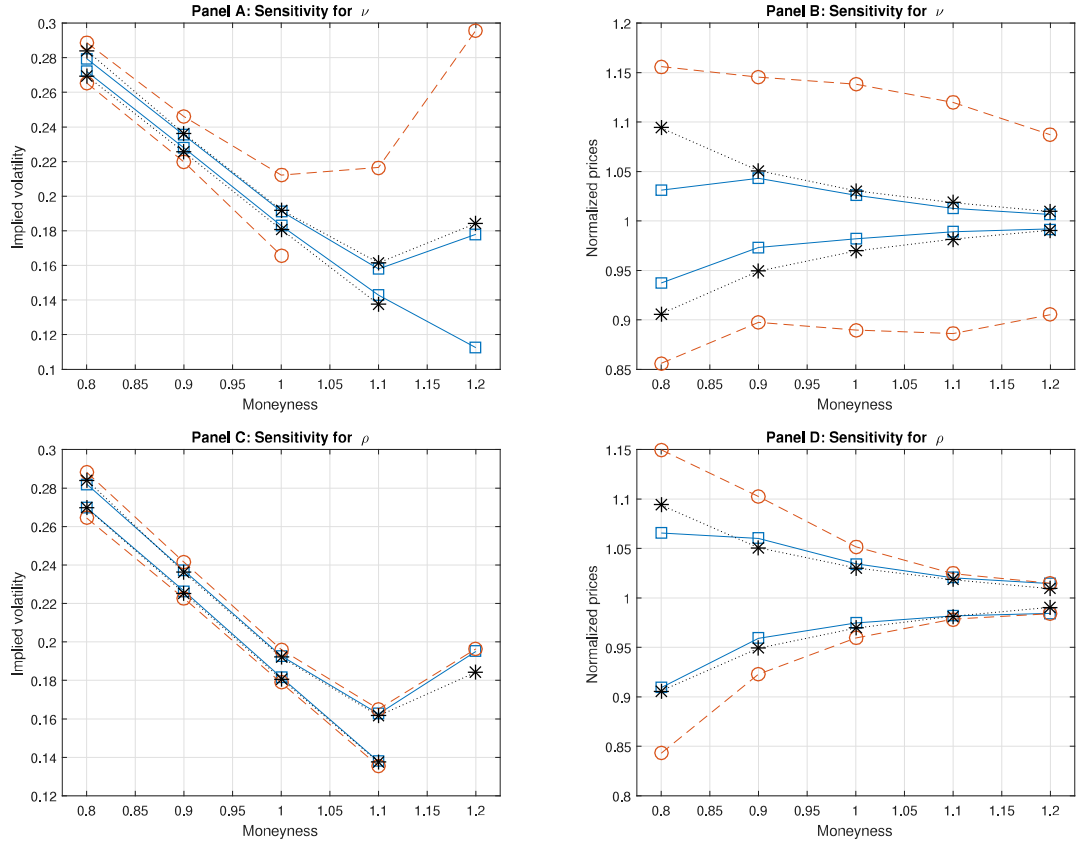 Panel A: Sensitivity for ν
Implied volatility
0.3
0.28
0.26
0.24
0.22
0.2
0.18
0.16
0.14
0.12
0.1
0.8 0.85 0.9 0.95 1 1.05 1.1 1.15 1.2
Moneyness
Panel B: Sensitivity for ν
Normalized prices
1.2
1.15
1.1
1.05
1
0.95
0.9
0.85
0.8 0.85 0.9 0.95 1 1.05 1.1 1.15 1.2
Moneyness
Panel C: Sensitivity for ρ
Implied volatility
0.3
0.28
0.26
0.24
0.22
0.2
0.18
0.16
0.14
0.12
0.8 0.85 0.9 0.95 1 1.05 1.1 1.15 1.2
Moneyness
Panel D: Sensitivity for ρ
Normalized prices
1.15
1.1
1.05
1
0.95
0.9
0.85
0.8
0.8 0.85 0.9 0.95 1 1.05 1.1 1.15 1.2
Moneyness